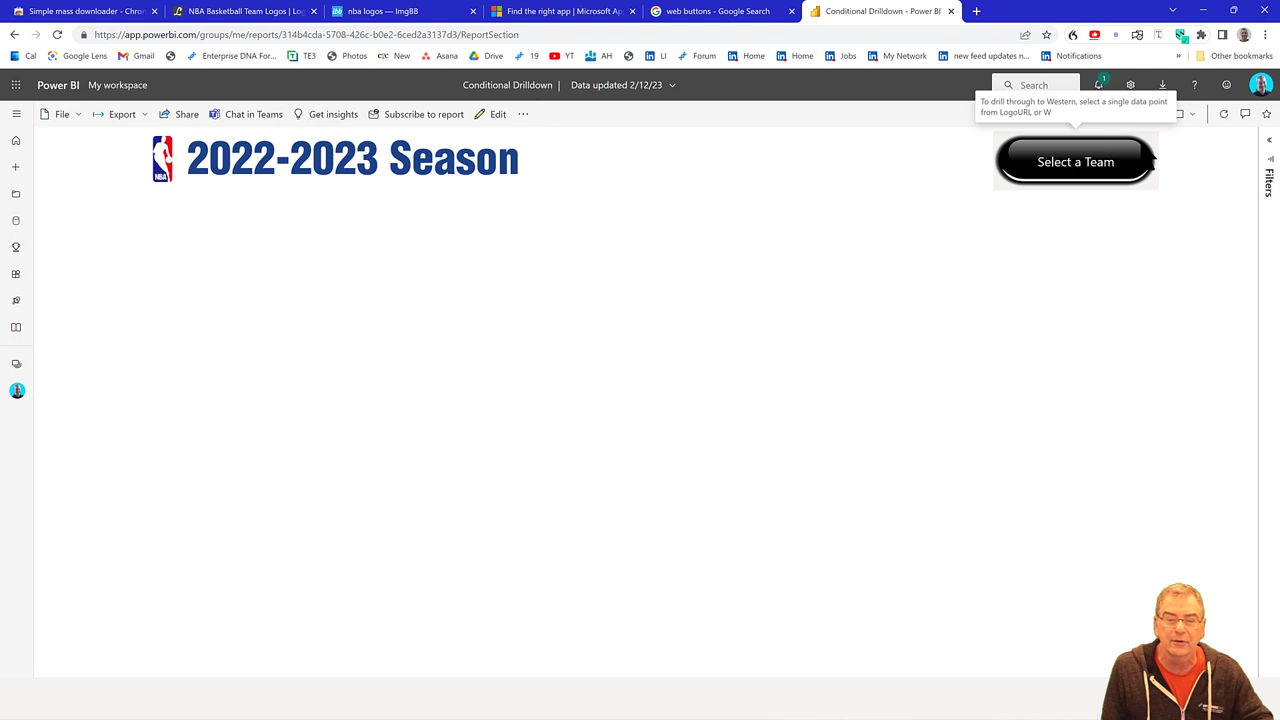 Simple mass downloader - Chrom
NBA Basketball Team Logos | Log
nba logos — ImgBB
Find the right app | Microsoft Ap
web buttons - Google Search
Conditional Drilldown - Power BI
https://app.powerbi.com/groups/me/reports/314b4cda-5708-426c-b0e2-6ced2a3137d3/ReportSection
Cal
Google Lens
Gmail
Enterprise DNA For...
TE3
Photos
New
Asana
Drive
19
YT
AH
LI
Forum
Home
Home
Jobs
My Network
new feed updates n...
Notifications
»
Other bookmarks
Power BI My workspace
Conditional Drilldown | Data updated 2/12/23
Search
1
To drill through to Western, select a single data point
from LogoURL or W
File
Export
Share
Chat in Teams
Get insights
Subscribe to report
Edit
...
NBA
2022-2023 Season
Select a Team
Filters